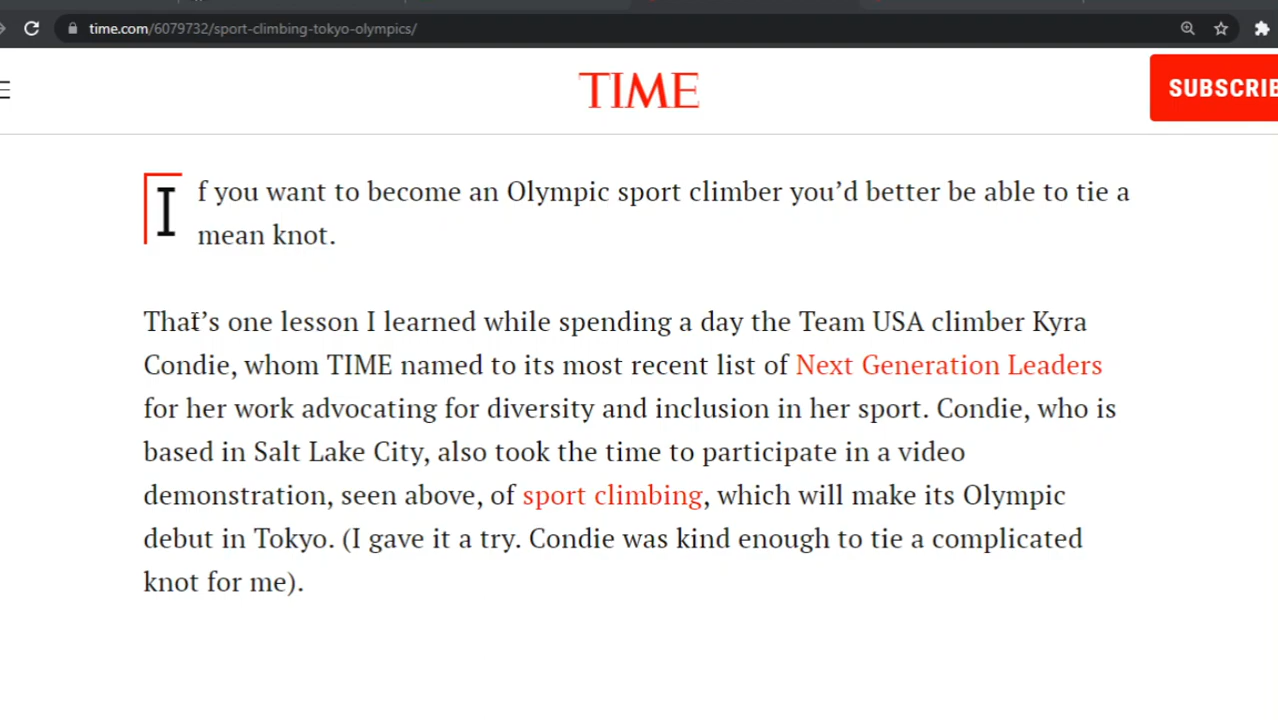 time.com/6079732/sport-climbing-tokyo-olympics/
TIME
SUBSCRIBE
If you want to become an Olympic sport climber you’d better be able to tie a
mean knot.
That’s one lesson I learned while spending a day the Team USA climber Kyra
Condie, whom TIME named to its most recent list of Next Generation Leaders
for her work advocating for diversity and inclusion in her sport. Condie, who is
based in Salt Lake City, also took the time to participate in a video
demonstration, seen above, of sport climbing, which will make its Olympic
debut in Tokyo. (I gave it a try. Condie was kind enough to tie a complicated
knot for me).